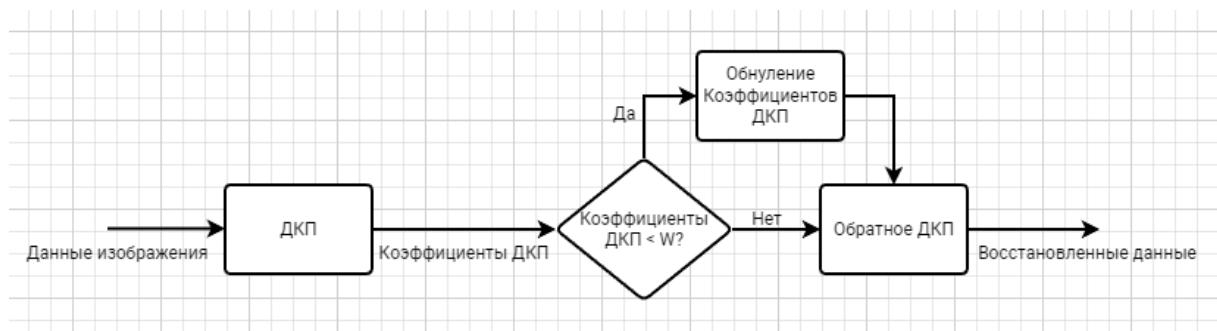 Обнуление
Коэффициентов
ДКП
Да
Данные изображения
ДКП
Коэффициенты ДКП
Коэффициенты
ДКП < W?
Нет
Обратное ДКП
Восстановленные данные